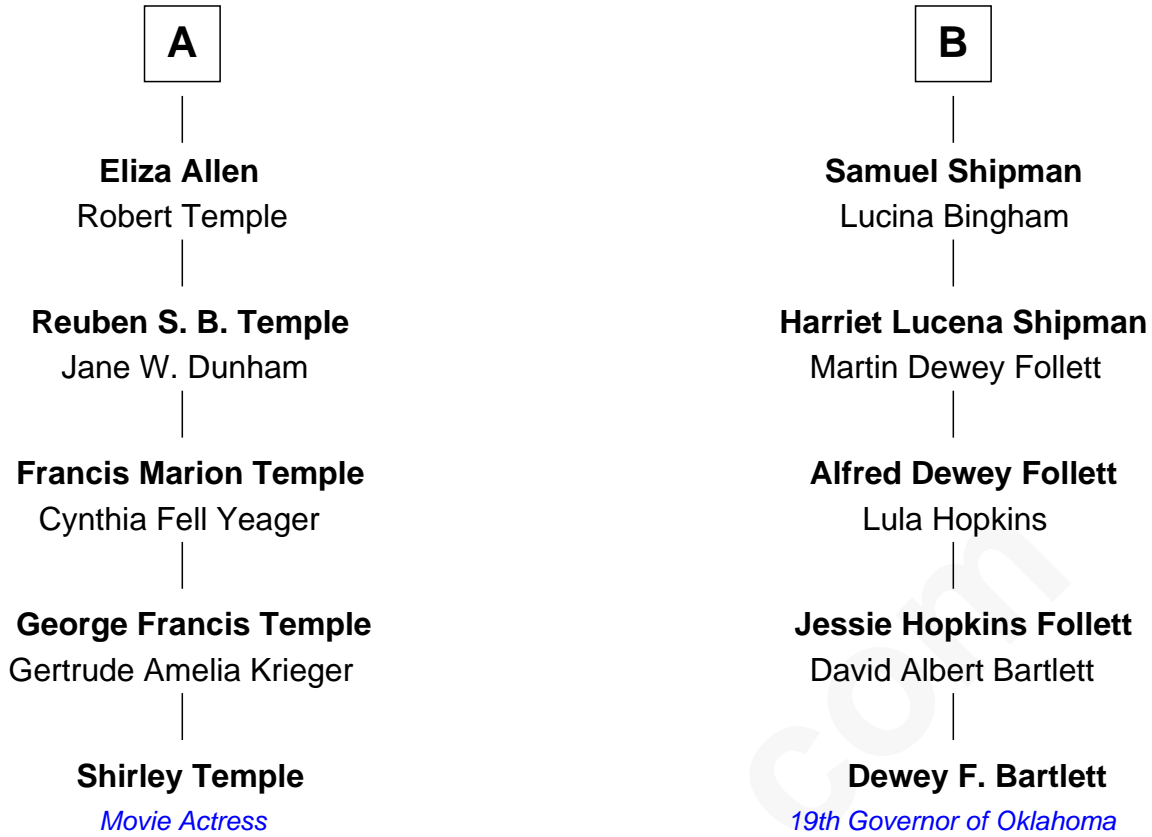 A
Eliza Allen
Robert Temple
Reuben S. B. Temple
Jane W. Dunham
Francis Marion Temple
Cynthia Fell Yeager
George Francis Temple
Gertrude Amelia Krieger
Shirley Temple
Movie Actress
B
Samuel Shipman
Lucina Bingham
Harriet Lucena Shipman
Martin Dewey Follett
Alfred Dewey Follett
Lula Hopkins
Jessie Hopkins Follett
David Albert Bartlett
Dewey F. Bartlett
19th Governor of Oklahoma
com